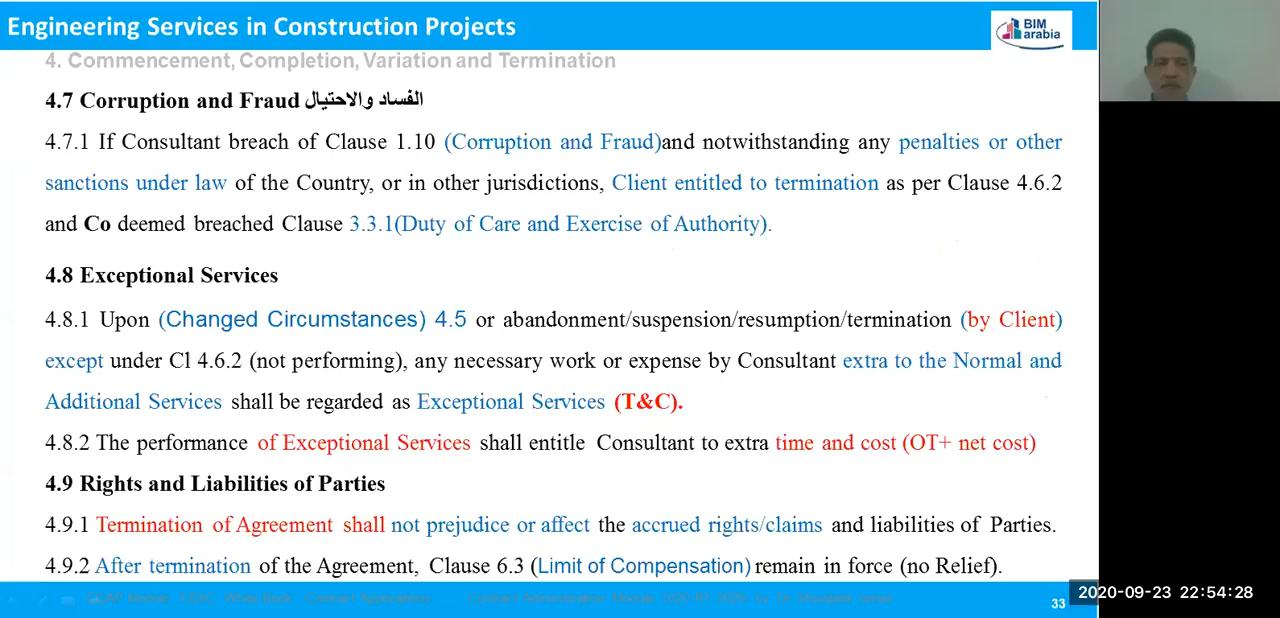 Engineering Services in Construction Projects
BIM
arabia
4. Commencement, Completion, Variation and Termination
4.7 Corruption and Fraud الفساد والاحتيال
4.7.1 If Consultant breach of Clause 1.10 (Corruption and Fraud)and notwithstanding any penalties or other
sanctions under law of the Country, or in other jurisdictions, Client entitled to termination as per Clause 4.6.2
and Co deemed breached Clause 3.3.1(Duty of Care and Exercise of Authority).
4.8 Exceptional Services
4.8.1 Upon (Changed Circumstances) 4.5 or abandonment/suspension/resumption/termination (by Client)
except under Cl 4.6.2 (not performing), any necessary work or expense by Consultant extra to the Normal and
Additional Services shall be regarded as Exceptional Services (T&C).
4.8.2 The performance of Exceptional Services shall entitle Consultant to extra time and cost (OT+ net cost)
4.9 Rights and Liabilities of Parties
4.9.1 Termination of Agreement shall not prejudice or affect the accrued rights/claims and liabilities of Parties.
4.9.2 After termination of the Agreement, Clause 6.3 (Limit of Compensation) remain in force (no Relief).
33
2020-09-23 22:54:28